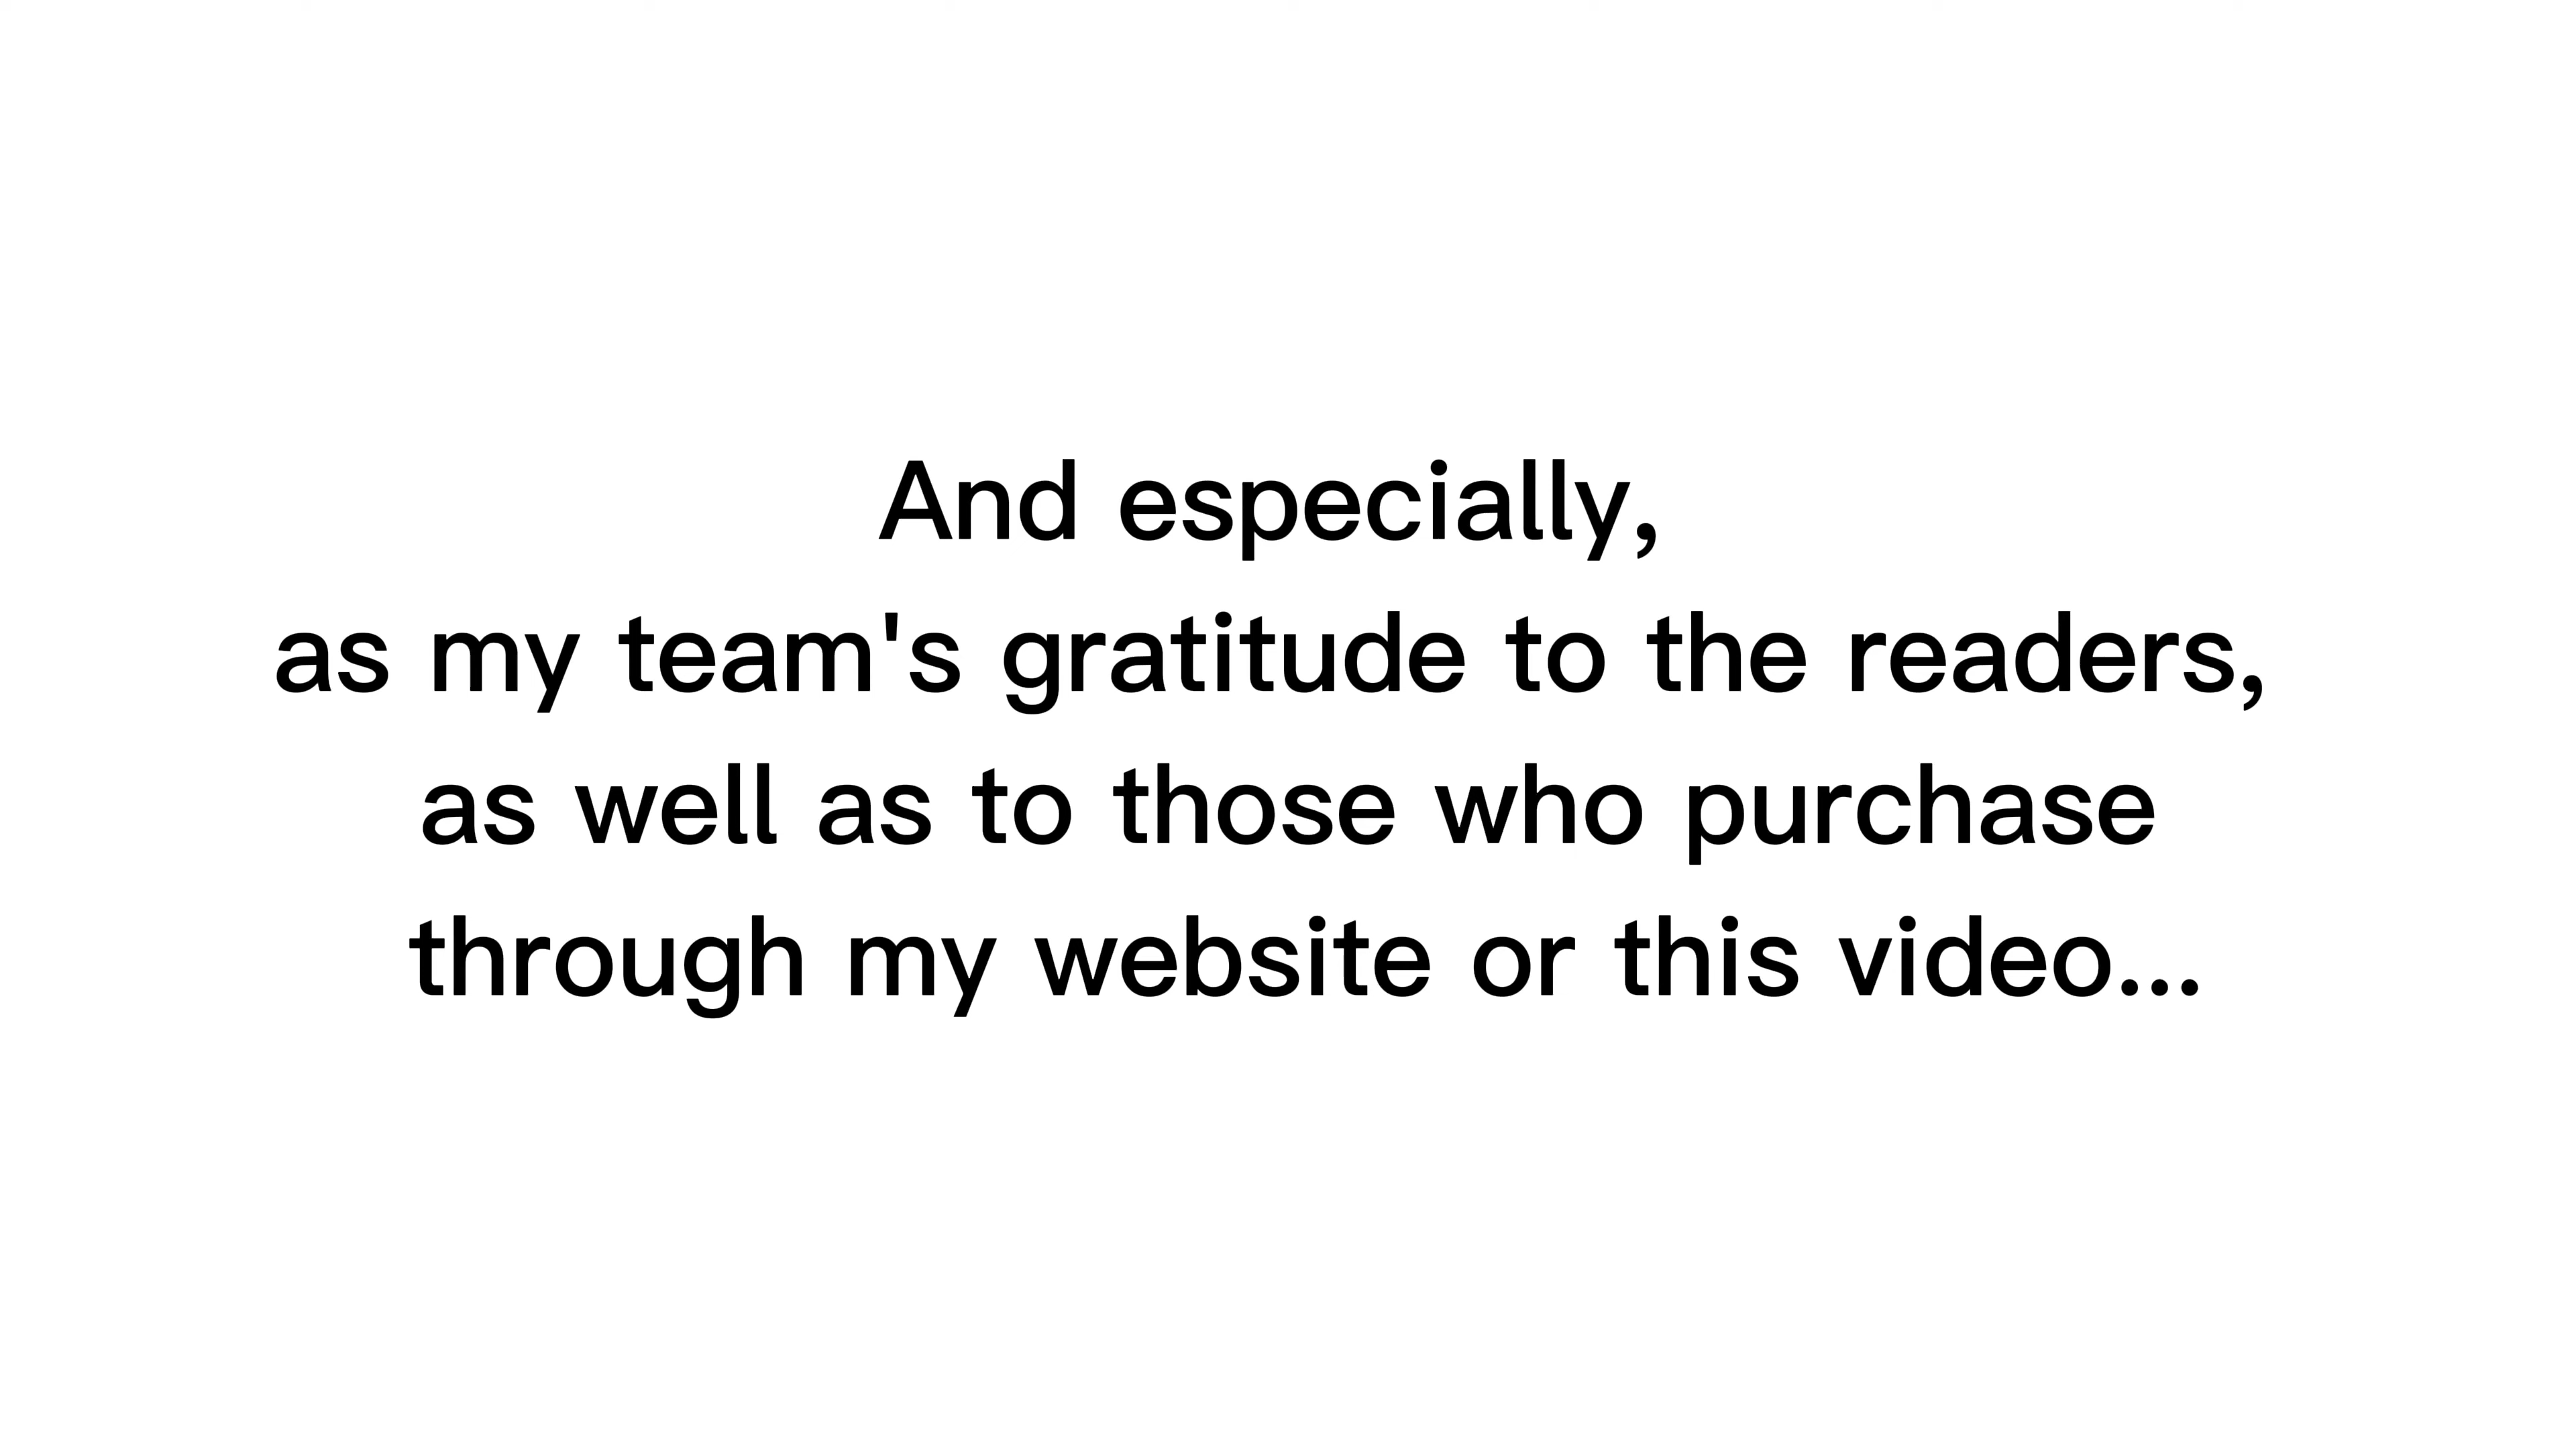 And especially,
as my team's gratitude to the readers,
as well as to those who purchase
through my website or this video...